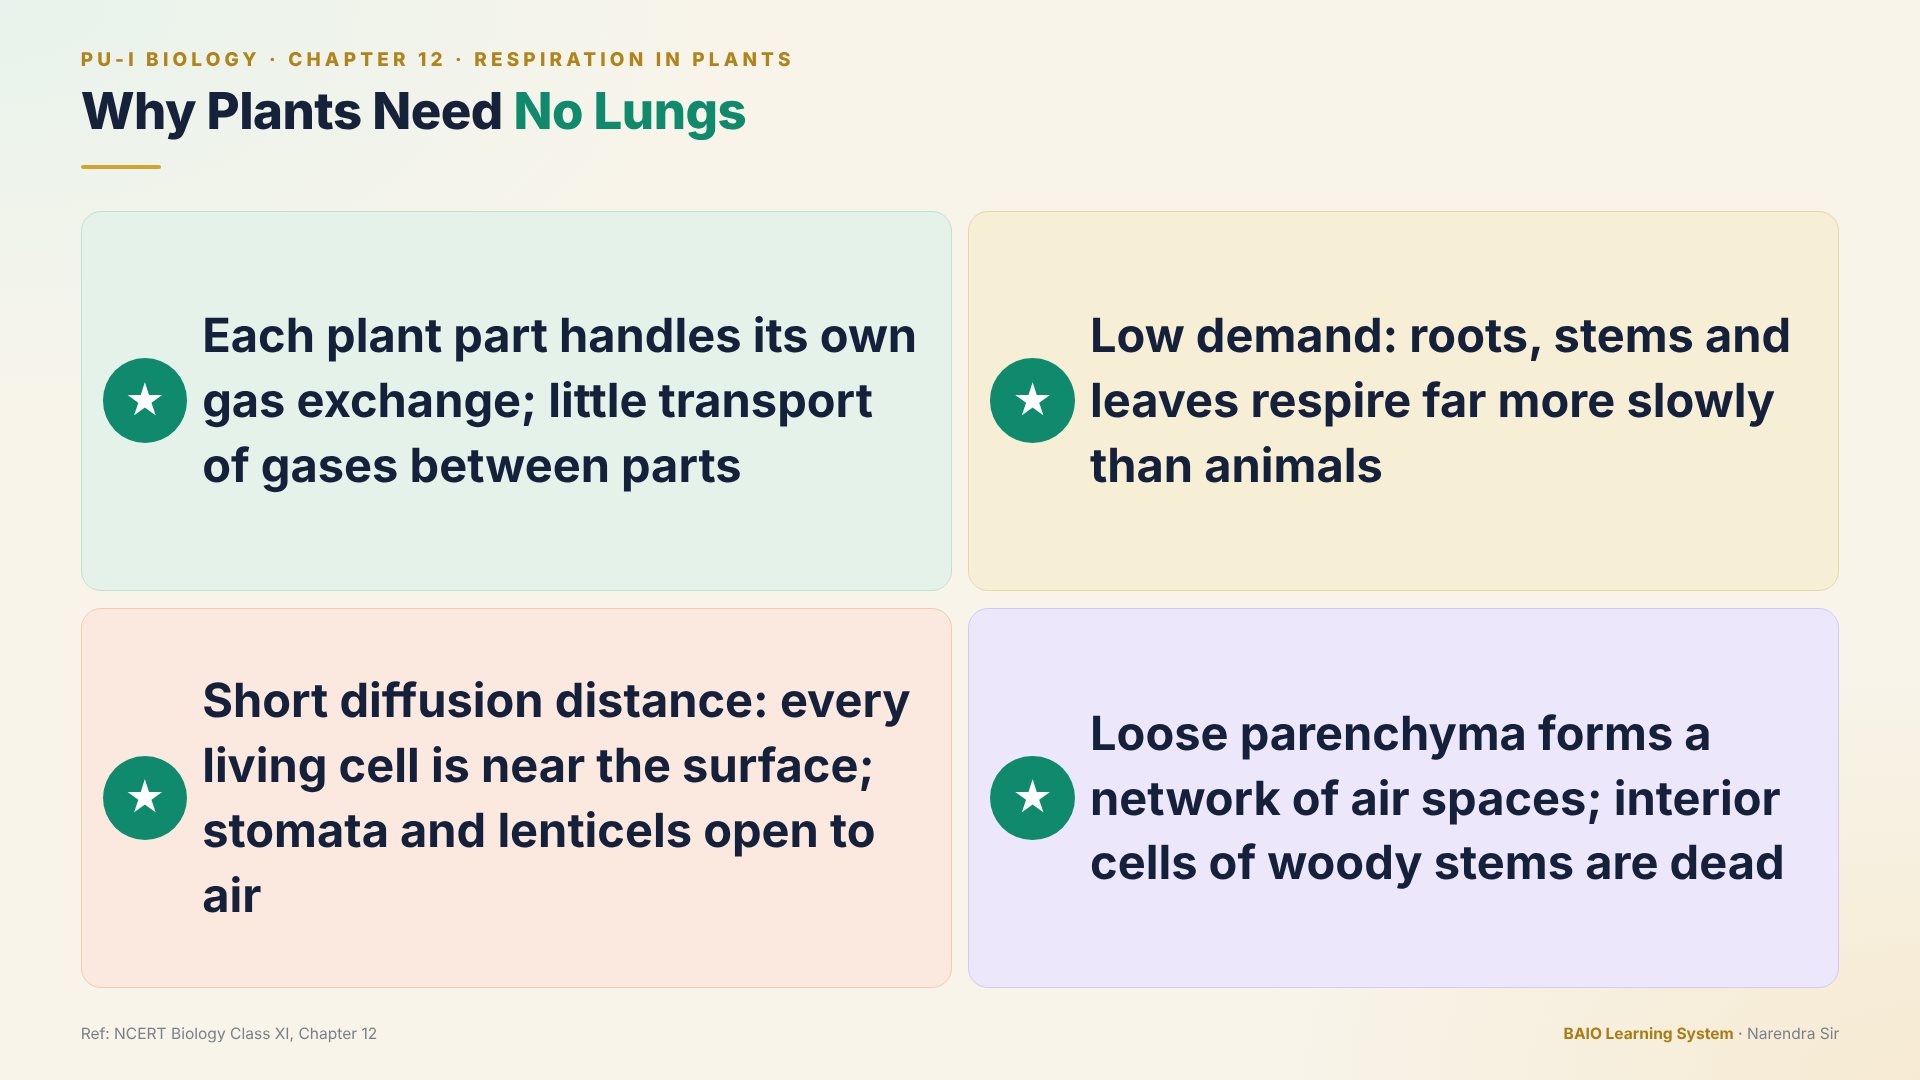 PU-I BIOLOGY · CHAPTER 12 · RESPIRATION IN PLANTS
Why Plants Need No Lungs
Each plant part handles its own
gas exchange; little transport
of gases between parts
Low demand: roots, stems and
leaves respire far more slowly
than animals
Short diffusion distance: every
living cell is near the surface;
stomata and lenticels open to
air
Loose parenchyma forms a
network of air spaces; interior
cells of woody stems are dead
Ref: NCERT Biology Class XI, Chapter 12
BAIO Learning System · Narendra Sir